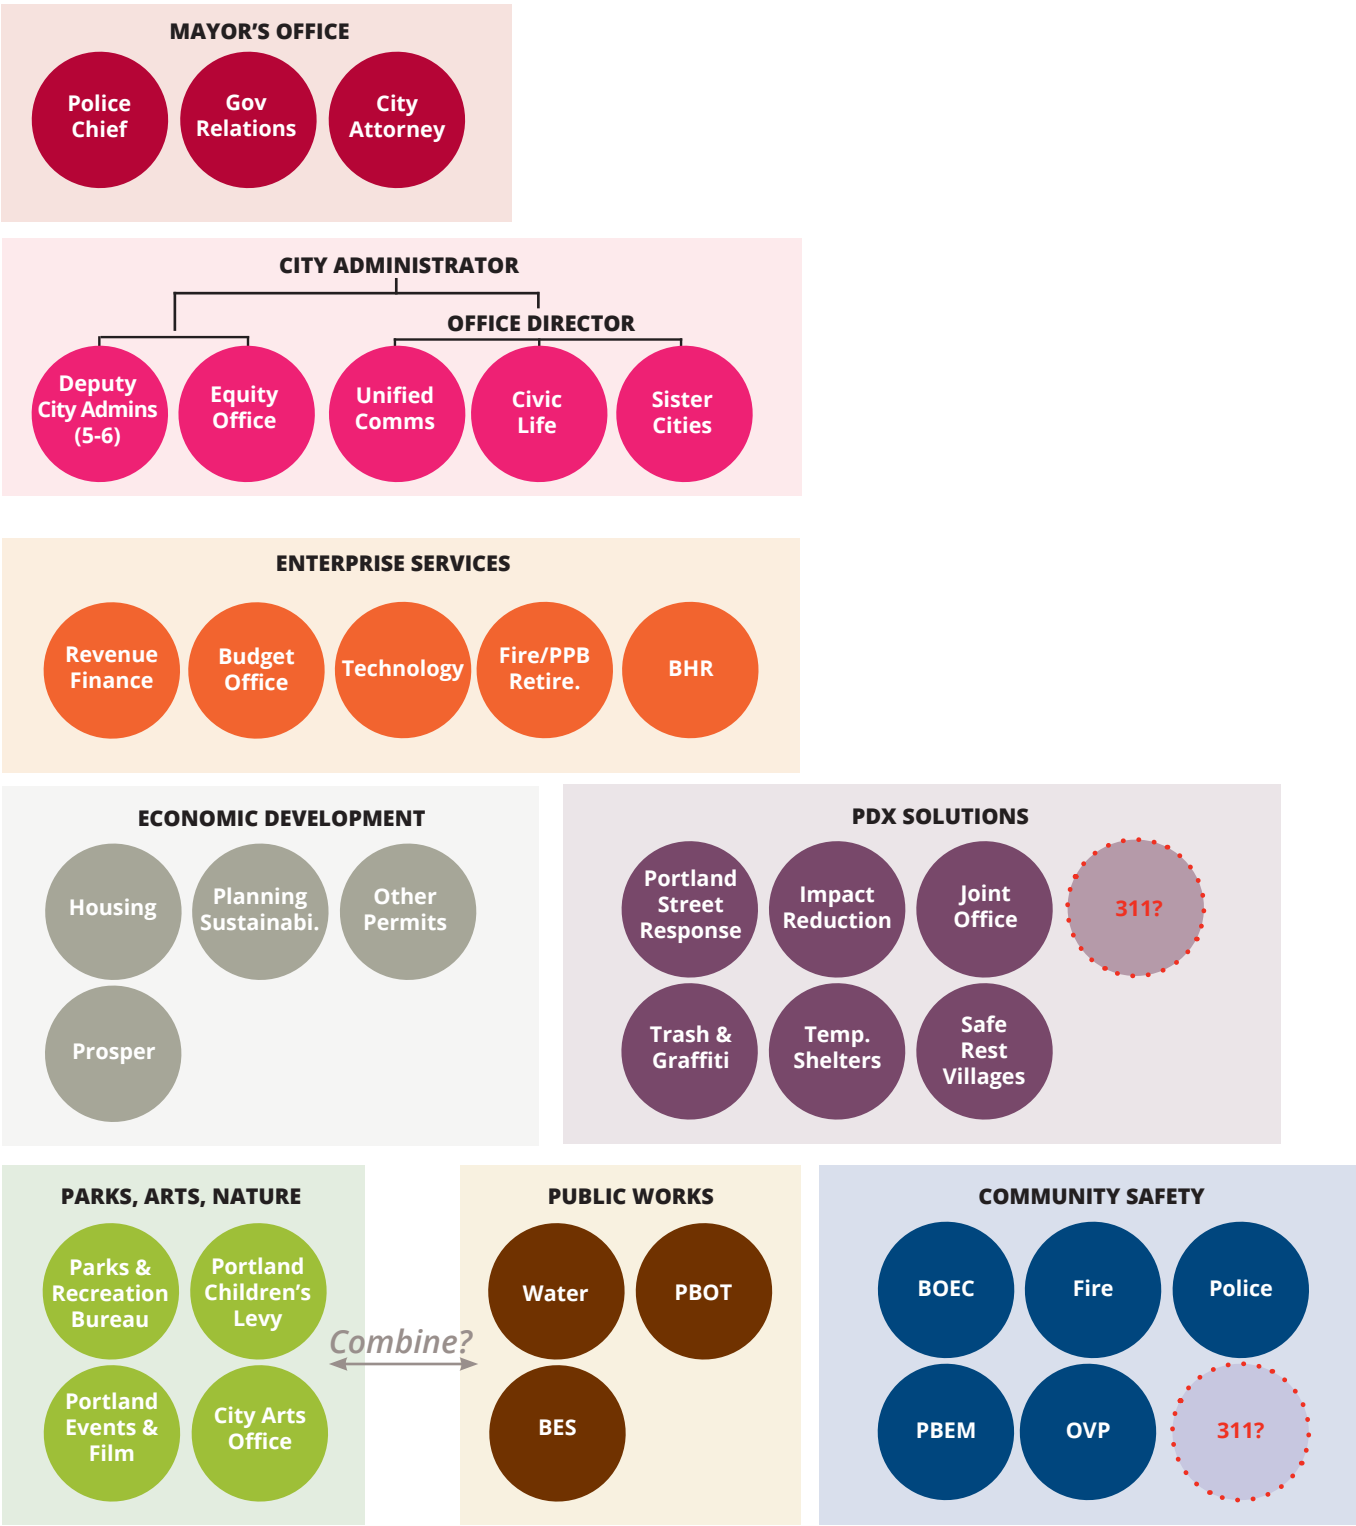 MAYOR’S OFFICE
Police
Chief
Gov
Relations
City
Attorney
CITY ADMINISTRATOR
OFFICE DIRECTOR
Deputy
City Admins
(5-6)
Equity
Office
Unified
Comms
Civic
Life
Sister
Cities
ENTERPRISE SERVICES
Revenue
Finance
Budget
Office
Technology
Fire/PPB
Retire.
BHR
ECONOMIC DEVELOPMENT
Housing
Planning
Sustainabi.
Other
Permits
Prosper
PDX SOLUTIONS
Portland
Street
Response
Impact
Reduction
Joint
Office
311?
Trash &
Graffiti
Temp.
Shelters
Safe
Rest
Villages
PARKS, ARTS, NATURE
Parks &
Recreation
Bureau
Portland
Children’s
Levy
Portland
Events &
Film
City Arts
Office
Combine?
PUBLIC WORKS
Water
PBOT
BES
COMMUNITY SAFETY
BOEC
Fire
Police
PBEM
OVP
311?